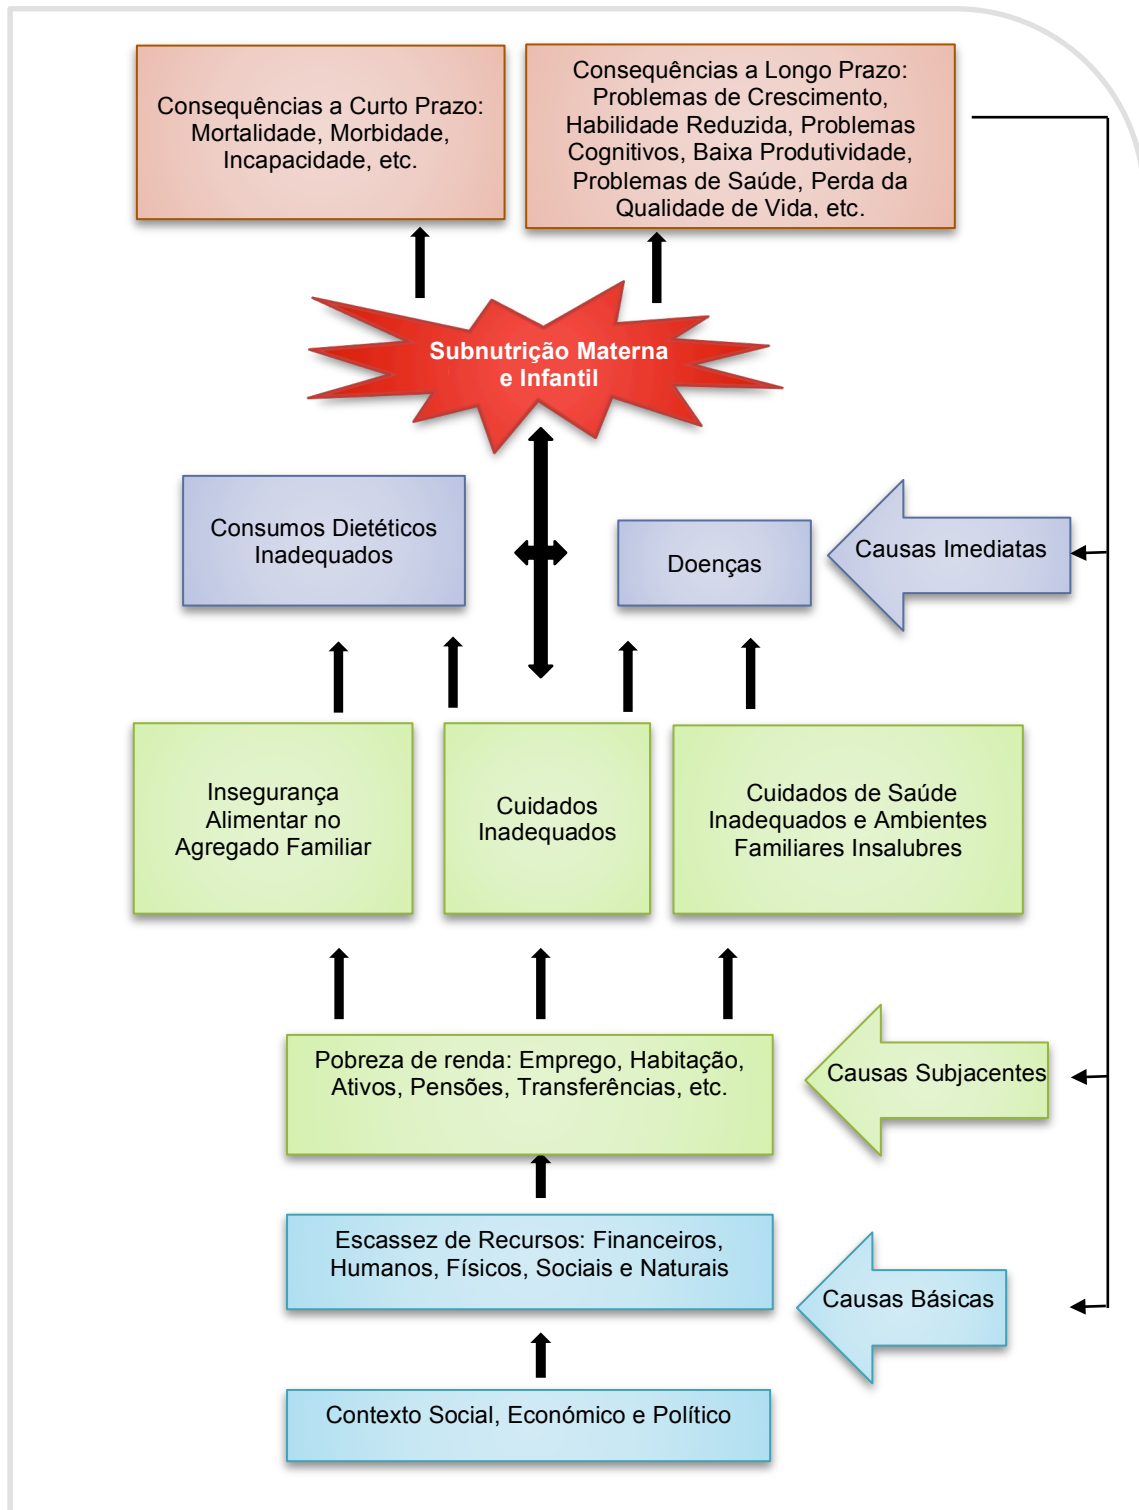 Consequências a Curto Prazo:
Mortalidade, Morbidade,
Incapacidade, etc.
Consequências a Longo Prazo:
Problemas de Crescimento,
Habilidade Reduzida, Problemas
Cognitivos, Baixa Produtividade,
Problemas de Saúde, Perda da
Qualidade de Vida, etc.
Subnutrição Materna
e Infantil
Consumos Dietéticos
Inadequados
Doenças
Causas Imediatas
Insegurança
Alimentar no
Agregado Familiar
Cuidados
Inadequados
Cuidados de Saúde
Inadequados e Ambientes
Familiares Insalubres
Pobreza de renda: Emprego, Habitação,
Ativos, Pensões, Transferências, etc.
Causas Subjacentes
Escassez de Recursos: Financeiros,
Humanos, Físicos, Sociais e Naturais
Causas Básicas
Contexto Social, Económico e Político